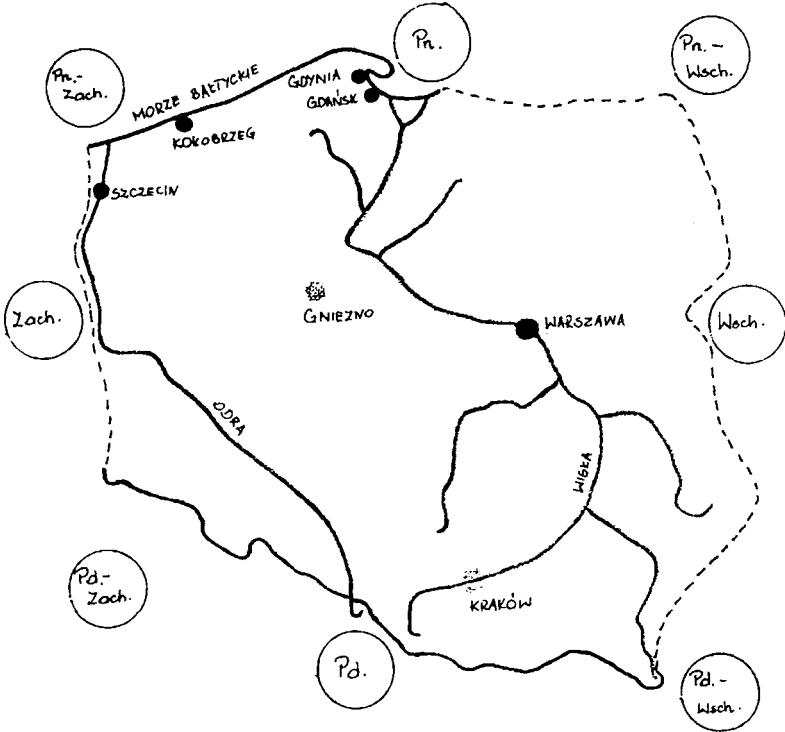 Pn.
Pn.-
Zach.
Pn.-
Wsch.
MORZE BAŁTYCKIE
GDYNIA
GDAŃSK
KOŁOBRZEG
SZCZECIN
Zach.
GNIEZNO
WARSZAWA
Wsch.
ODRA
WISŁA
Pd.-
Zach.
KRAKÓW
Pd.
Pd.-
Wsch.